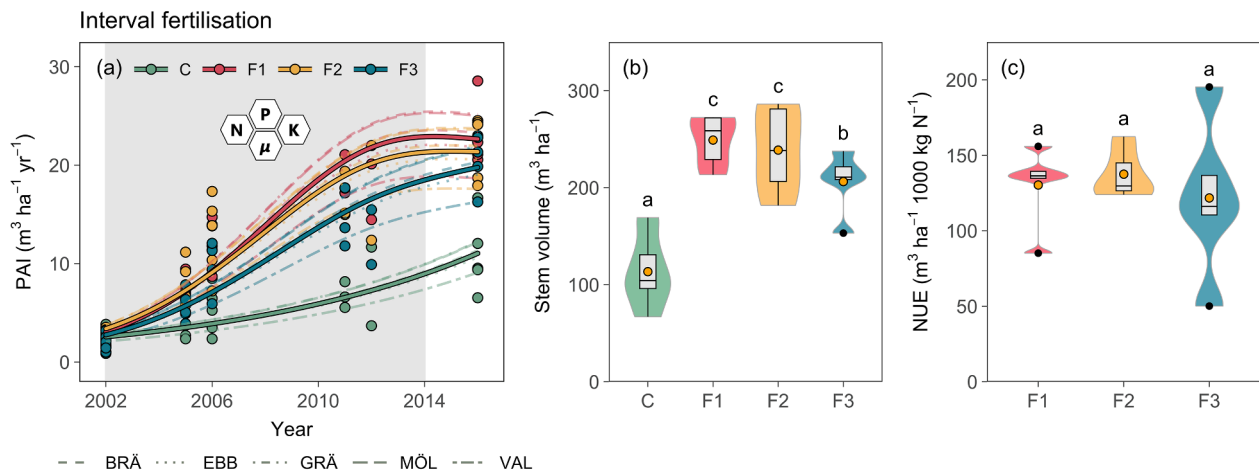 Interval fertilisation
(a) C F1 F2 F3
N P K µ
PAI (m³ ha⁻¹ yr⁻¹)
30
20
10
0
2002 2006 2010 2014
Year
BRÄ EBB GRÄ MÖL VAL
(b)
Stem volume (m³ ha⁻¹)
300
200
100
0
a c c b
C F1 F2 F3
(c)
NUE (m³ ha⁻¹ 1000 kg N⁻¹)
200
150
100
50
0
a a a
F1 F2 F3